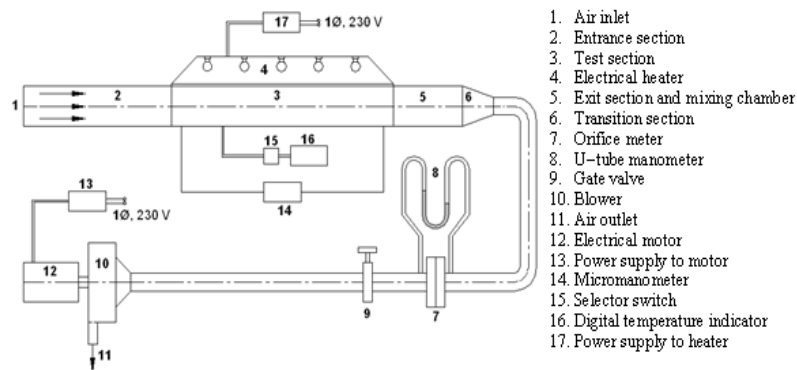 17
1Ø, 230 V
4
1
2
3
5
6
15
16
8
13
14
1Ø, 230 V
12
10
9
7
11
1. Air inlet
2. Entrance section
3. Test section
4. Electrical heater
5. Exit section and mixing chamber
6. Transition section
7. Orifice meter
8. U–tube manometer
9. Gate valve
10. Blower
11. Air outlet
12. Electrical motor
13. Power supply to motor
14. Micromanometer
15. Selector switch
16. Digital temperature indicator
17. Power supply to heater